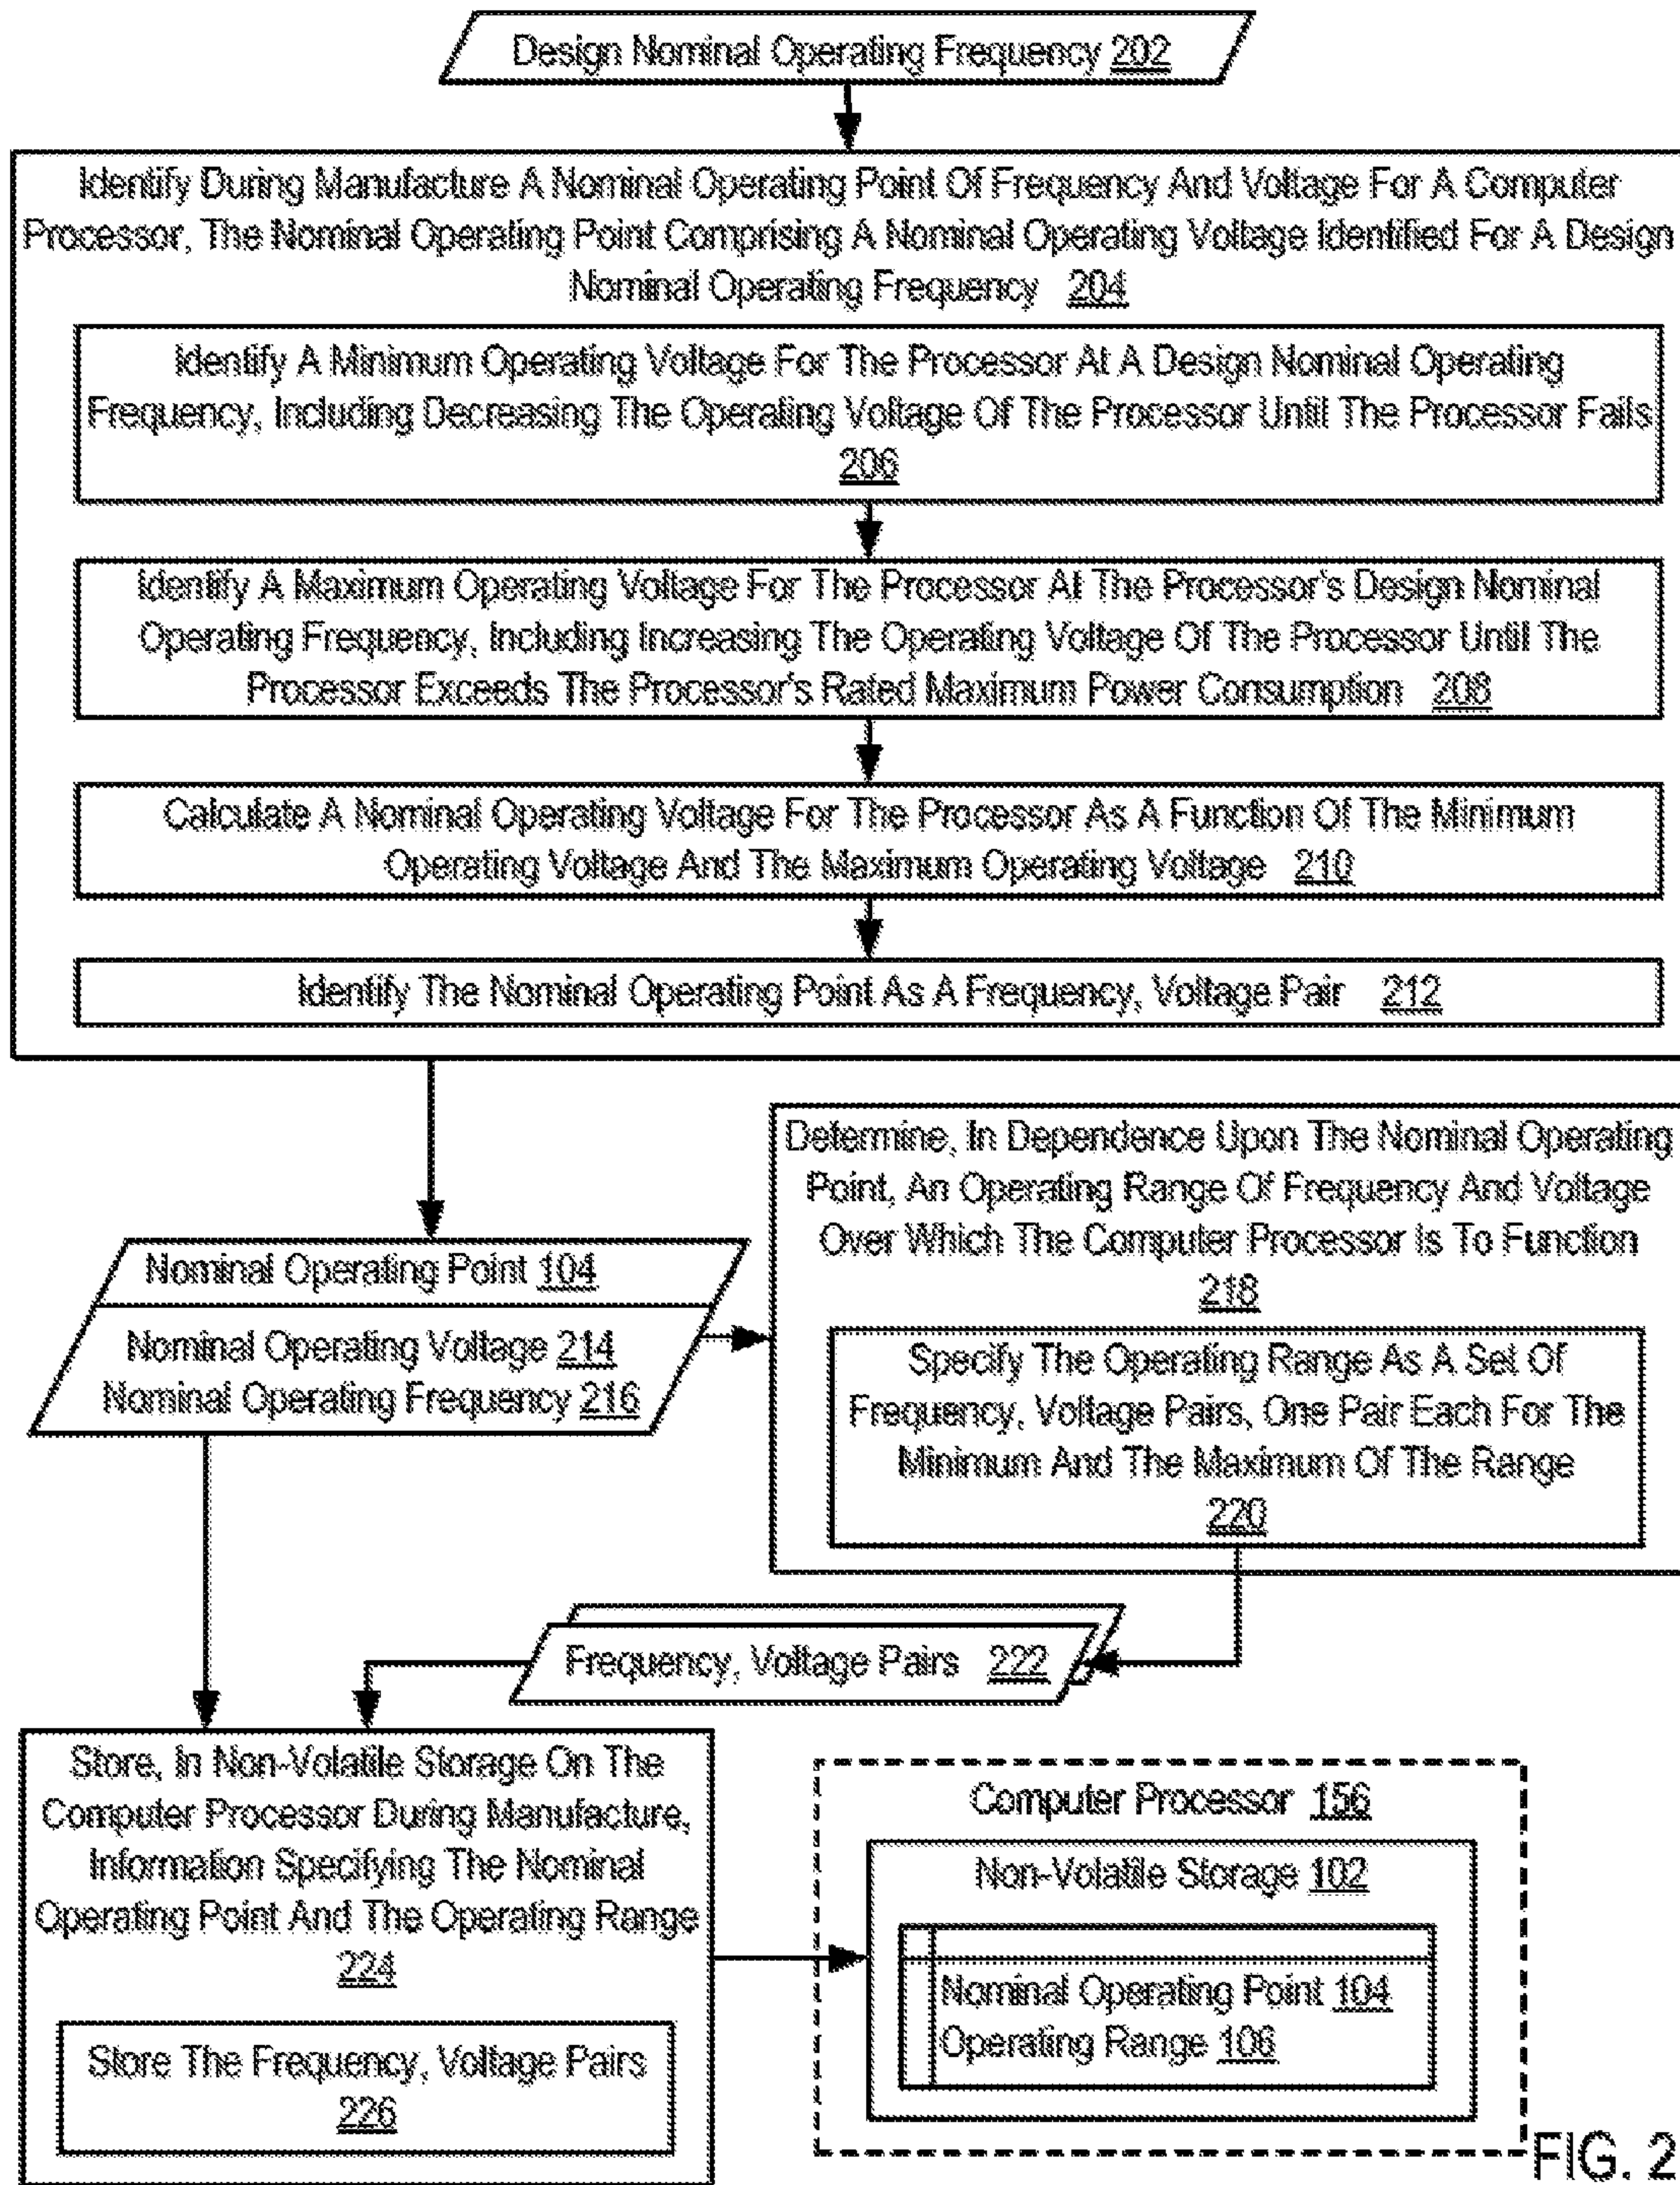 Design Nominal Operating Frequency 202
Identify During Manufacture A Nominal Operating Point Of Frequency And Voltage For A Computer
Processor, The Nominal Operating Point Comprising A Nominal Operating Voltage Identified For A Design
Nominal Operating Frequency 204
Identify A Minimum Operating Voltage For The Processor At A Design Nominal Operating
Frequency, Including Decreasing The Operating Voltage Of The Processor Until The Processor Fails
206
Identify A Maximum Operating Voltage For The Processor At The Processor's Design Nominal
Operating Frequency, Including Increasing The Operating Voltage Of The Processor Until The
Processor Exceeds The Processor's Rated Maximum Power Consumption 208
Calculate A Nominal Operating Voltage For The Processor As A Function Of The Minimum
Operating Voltage And The Maximum Operating Voltage 210
Identify The Nominal Operating Point As A Frequency, Voltage Pair 212
Determine, In Dependence Upon The Nominal Operating
Point, An Operating Range Of Frequency And Voltage
Over Which The Computer Processor Is To Function
218
Nominal Operating Point 104
Nominal Operating Voltage 214
Nominal Operating Frequency 216
Specify The Operating Range As A Set Of
Frequency, Voltage Pairs, One Pair Each For The
Minimum And The Maximum Of The Range
220
Frequency, Voltage Pairs 222
Store, In Non-Volatile Storage On The
Computer Processor During Manufacture,
Information Specifying The Nominal
Operating Point And The Operating Range
224
Store The Frequency, Voltage Pairs
226
Computer Processor 156
Non-Volatile Storage 102
Nominal Operating Point 104
Operating Range 106
FIG. 2